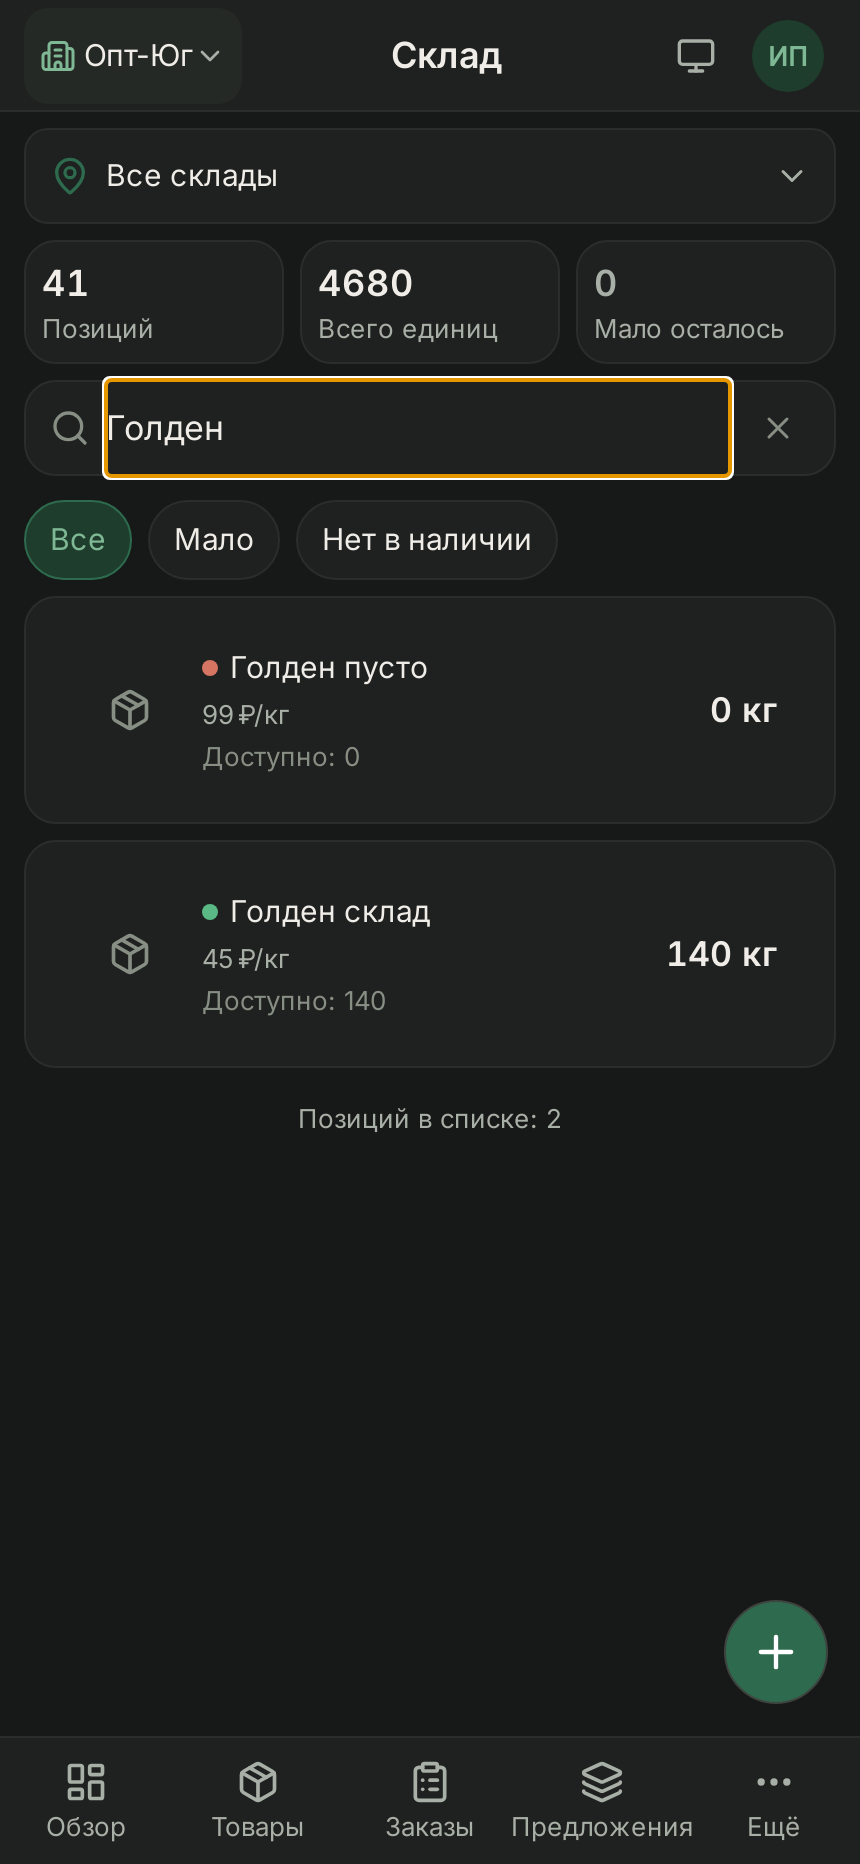 Опт-Юг
Склад
ИП
Все склады
41
Позиций
4680
Всего единиц
0
Мало осталось
Голден
Все
Мало
Нет в наличии
Голден пусто
99 ₽/кг
Доступно: 0
0 кг
Голден склад
45 ₽/кг
Доступно: 140
140 кг
Позиций в списке: 2
Обзор
Товары
Заказы
Предложения
Ещё